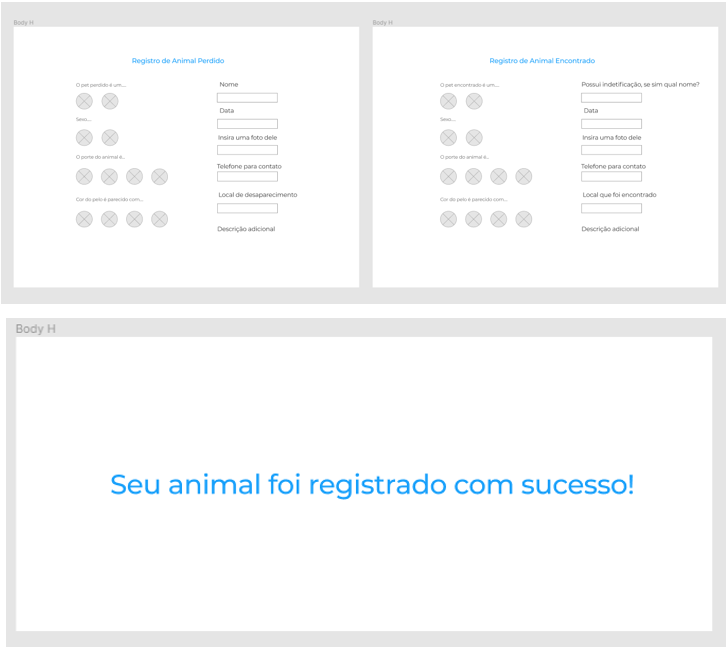 Body H
Registro de Animal Perdido
O pet perdido é um....
Sexo....
O porte do animal é..
Cor do pelo é parecido com....
Nome
Data
Insira uma foto dele
Telefone para contato
Local de desaparecimento
Descrição adicional
Body H
Registro de Animal Encontrado
O pet encontrado é um....
Sexo....
O porte do animal é..
Cor do pelo é parecido com....
Possui indetificação, se sim qual nome?
Data
Insira uma foto dele
Telefone para contato
Local que foi encontrado
Descrição adicional
Body H
Seu animal foi registrado com sucesso!